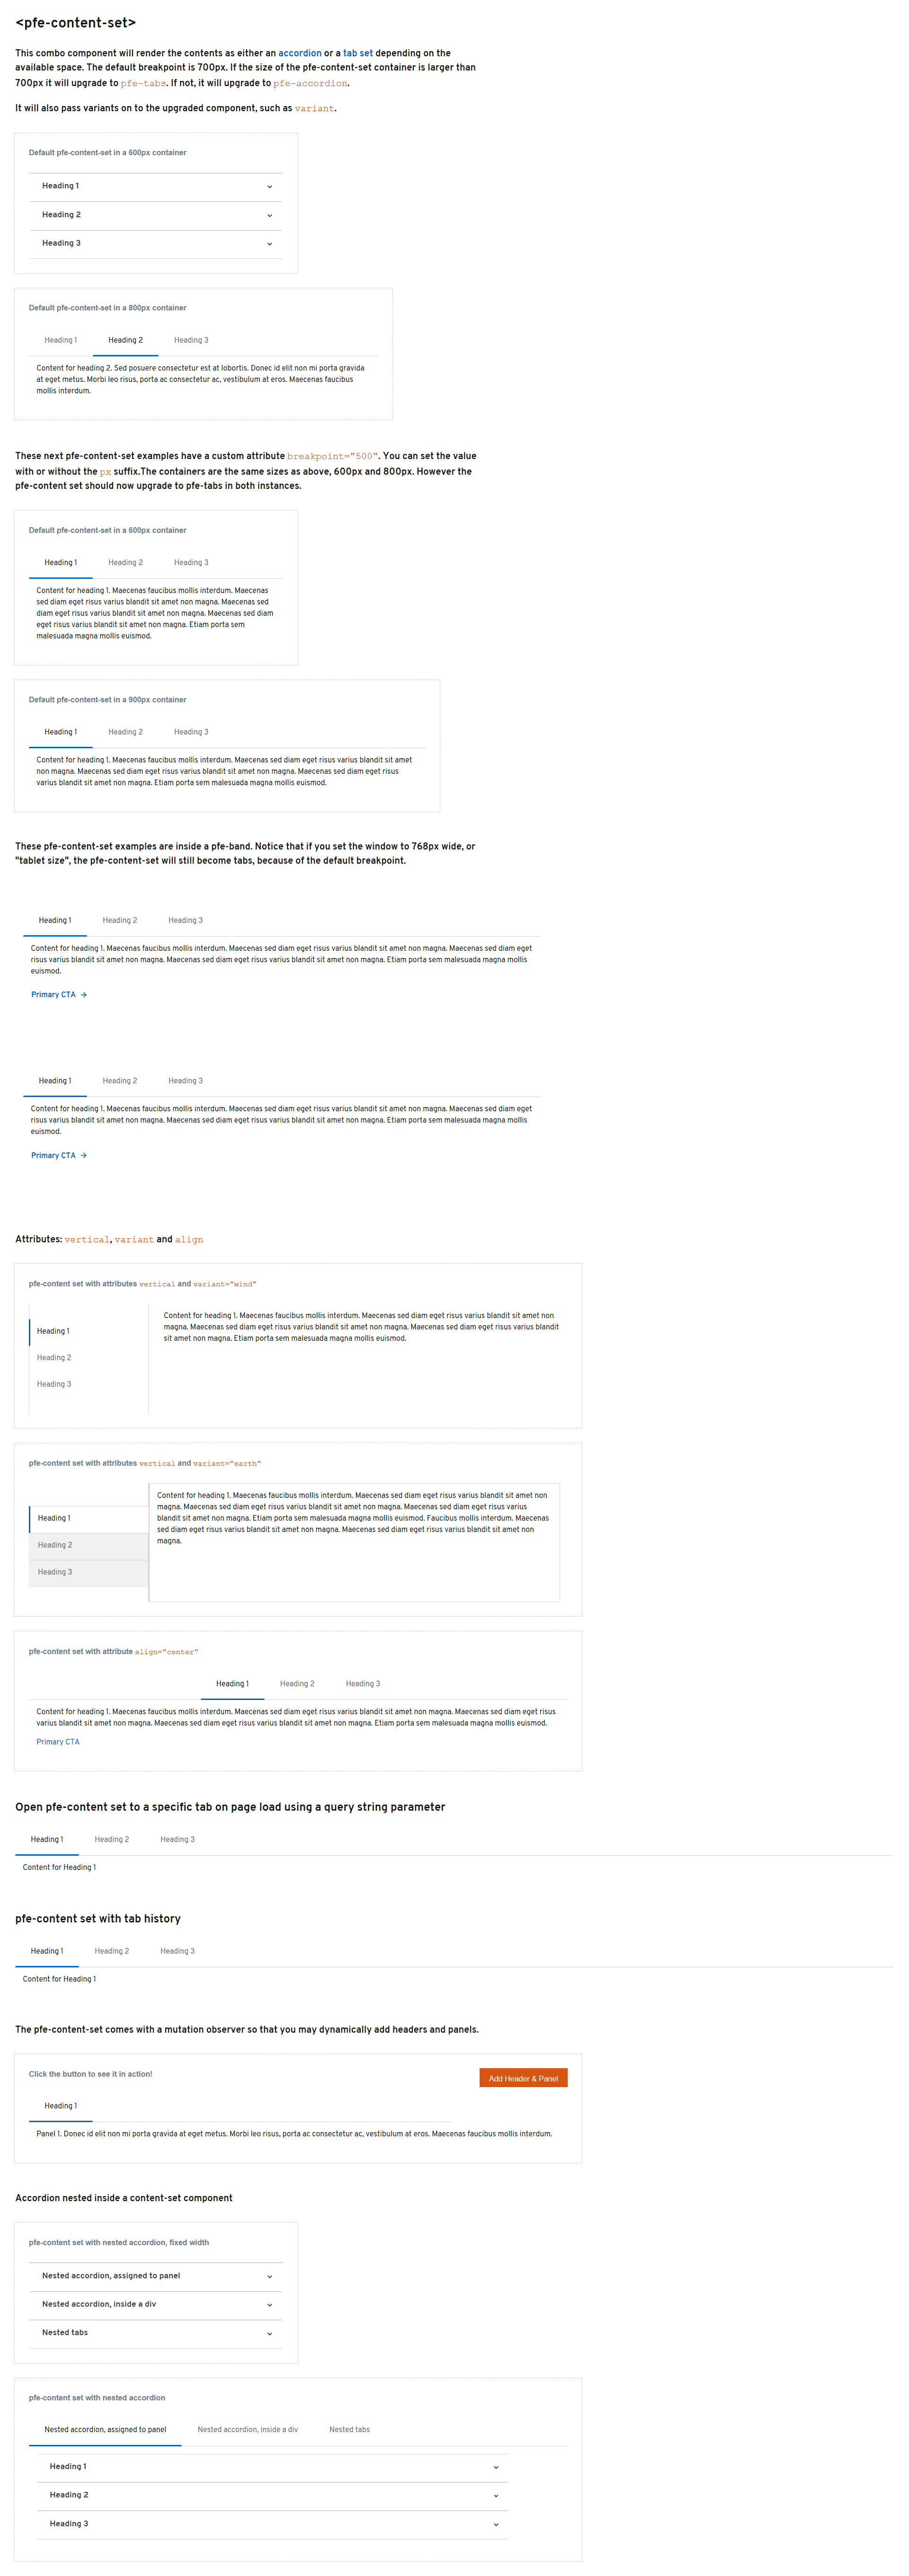 <pfe-content-set>
This combo component will render the contents as either an accordion or a tab set depending on the
available space. The default breakpoint is 700px. If the size of the pfe-content-set container is larger than
700px it will upgrade to pfe-tabs. If not, it will upgrade to pfe-accordion.
It will also pass variants on to the upgraded component, such as variant.
Default pfe-content-set in a 600px container
Heading 1
Heading 2
Heading 3
Default pfe-content-set in a 800px container
Heading 1 Heading 2 Heading 3
Content for heading 2. Sed posuere consectetur est at lobortis. Donec id elit non mi porta gravida
at eget metus. Morbi leo risus, porta ac consectetur ac, vestibulum at eros. Maecenas faucibus
mollis interdum.
These next pfe-content-set examples have a custom attribute breakpoint="500". You can set the value
with or without the px suffix.The containers are the same sizes as above, 600px and 800px. However the
pfe-content set should now upgrade to pfe-tabs in both instances.
Default pfe-content-set in a 600px container
Heading 1 Heading 2 Heading 3
Content for heading 1. Maecenas faucibus mollis interdum. Maecenas
sed diam eget risus varius blandit sit amet non magna. Maecenas sed
diam eget risus varius blandit sit amet non magna. Maecenas sed diam
eget risus varius blandit sit amet non magna. Etiam porta sem
malesuada magna mollis euismod.
Default pfe-content-set in a 900px container
Heading 1 Heading 2 Heading 3
Content for heading 1. Maecenas faucibus mollis interdum. Maecenas sed diam eget risus varius blandit sit amet
non magna. Maecenas sed diam eget risus varius blandit sit amet non magna. Maecenas sed diam eget risus
varius blandit sit amet non magna. Etiam porta sem malesuada magna mollis euismod.
These pfe-content-set examples are inside a pfe-band. Notice that if you set the window to 768px wide, or
"tablet size", the pfe-content-set will still become tabs, because of the default breakpoint.
Heading 1 Heading 2 Heading 3
Content for heading 1. Maecenas faucibus mollis interdum. Maecenas sed diam eget risus varius blandit sit amet non magna. Maecenas sed diam eget
risus varius blandit sit amet non magna. Maecenas sed diam eget risus varius blandit sit amet non magna. Etiam porta sem malesuada magna mollis
euismod.
Primary CTA
Heading 1 Heading 2 Heading 3
Content for heading 1. Maecenas faucibus mollis interdum. Maecenas sed diam eget risus varius blandit sit amet non magna. Maecenas sed diam eget
risus varius blandit sit amet non magna. Maecenas sed diam eget risus varius blandit sit amet non magna. Etiam porta sem malesuada magna mollis
euismod.
Primary CTA
Attributes: vertical, variant and align
pfe-content set with attributes vertical and variant="wind"
Heading 1
Heading 2
Heading 3
Content for heading 1. Maecenas faucibus mollis interdum. Maecenas sed diam eget risus varius blandit sit amet non
magna. Maecenas sed diam eget risus varius blandit sit amet non magna. Maecenas sed diam eget risus varius blandit
sit amet non magna. Etiam porta sem malesuada magna mollis euismod.
pfe-content set with attributes vertical and variant="earth"
Heading 1
Heading 2
Heading 3
Content for heading 1. Maecenas faucibus mollis interdum. Maecenas sed diam eget risus varius blandit sit amet non
magna. Maecenas sed diam eget risus varius blandit sit amet non magna. Maecenas sed diam eget risus varius
blandit sit amet non magna. Etiam porta sem malesuada magna mollis euismod. Faucibus mollis interdum. Maecenas
sed diam eget risus varius blandit sit amet non magna. Maecenas sed diam eget risus varius blandit sit amet non
magna.
pfe-content set with attribute align="center"
Heading 1 Heading 2 Heading 3
Content for heading 1. Maecenas faucibus mollis interdum. Maecenas sed diam eget risus varius blandit sit amet non magna. Maecenas sed diam eget risus
varius blandit sit amet non magna. Maecenas sed diam eget risus varius blandit sit amet non magna. Etiam porta sem malesuada magna mollis euismod.
Primary CTA
Open pfe-content set to a specific tab on page load using a query string parameter
Heading 1 Heading 2 Heading 3
Content for Heading 1
pfe-content set with tab history
Heading 1 Heading 2 Heading 3
Content for Heading 1
The pfe-content-set comes with a mutation observer so that you may dynamically add headers and panels.
Click the button to see it in action!
Add Header & Panel
Heading 1
Panel 1. Donec id elit non mi porta gravida at eget metus. Morbi leo risus, porta ac consectetur ac, vestibulum at eros. Maecenas faucibus mollis interdum.
Accordion nested inside a content-set component
pfe-content set with nested accordion, fixed width
Nested accordion, assigned to panel
Nested accordion, inside a div
Nested tabs
pfe-content set with nested accordion
Nested accordion, assigned to panel Nested accordion, inside a div Nested tabs
Heading 1
Heading 2
Heading 3